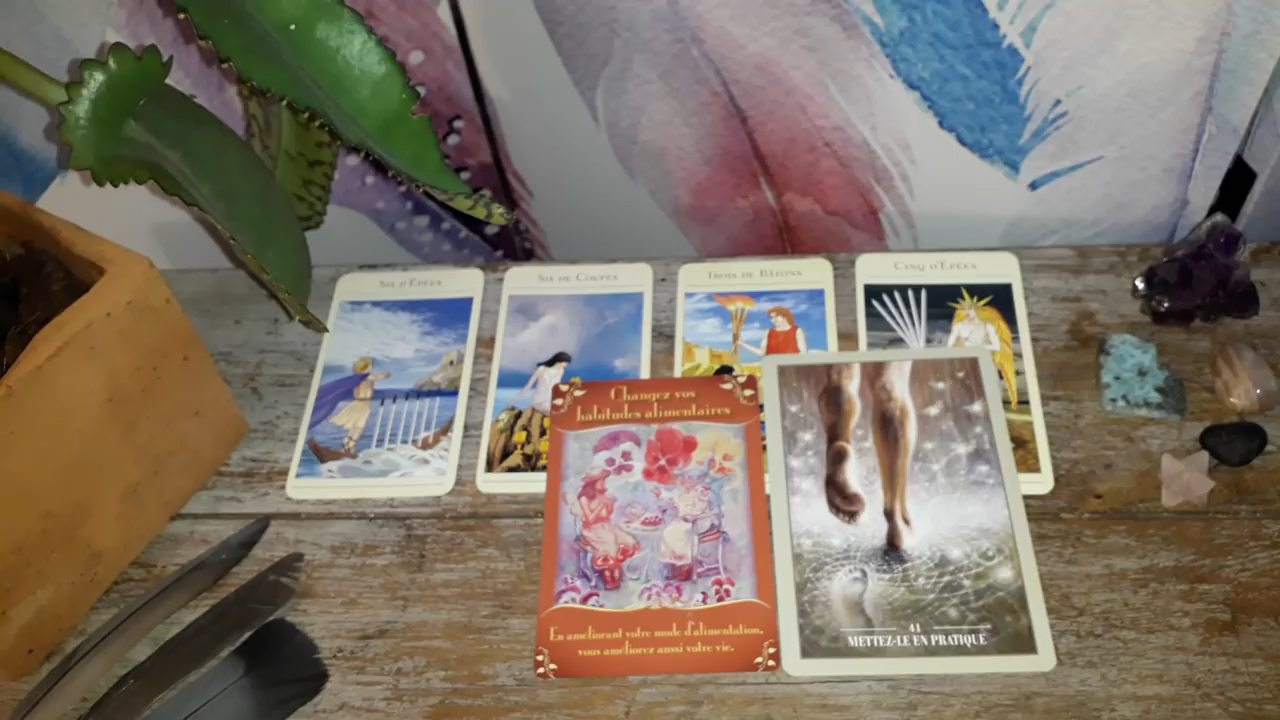 SIX D'ÉPÉES
SIX DE COUPES
TROIS DE BÂTONS
CINQ D'ÉPÉES
Changez vos
habitudes alimentaires
En améliorant votre mode d'alimentation,
vous améliorez aussi votre vie.
41
METTEZ-LE EN PRATIQUE